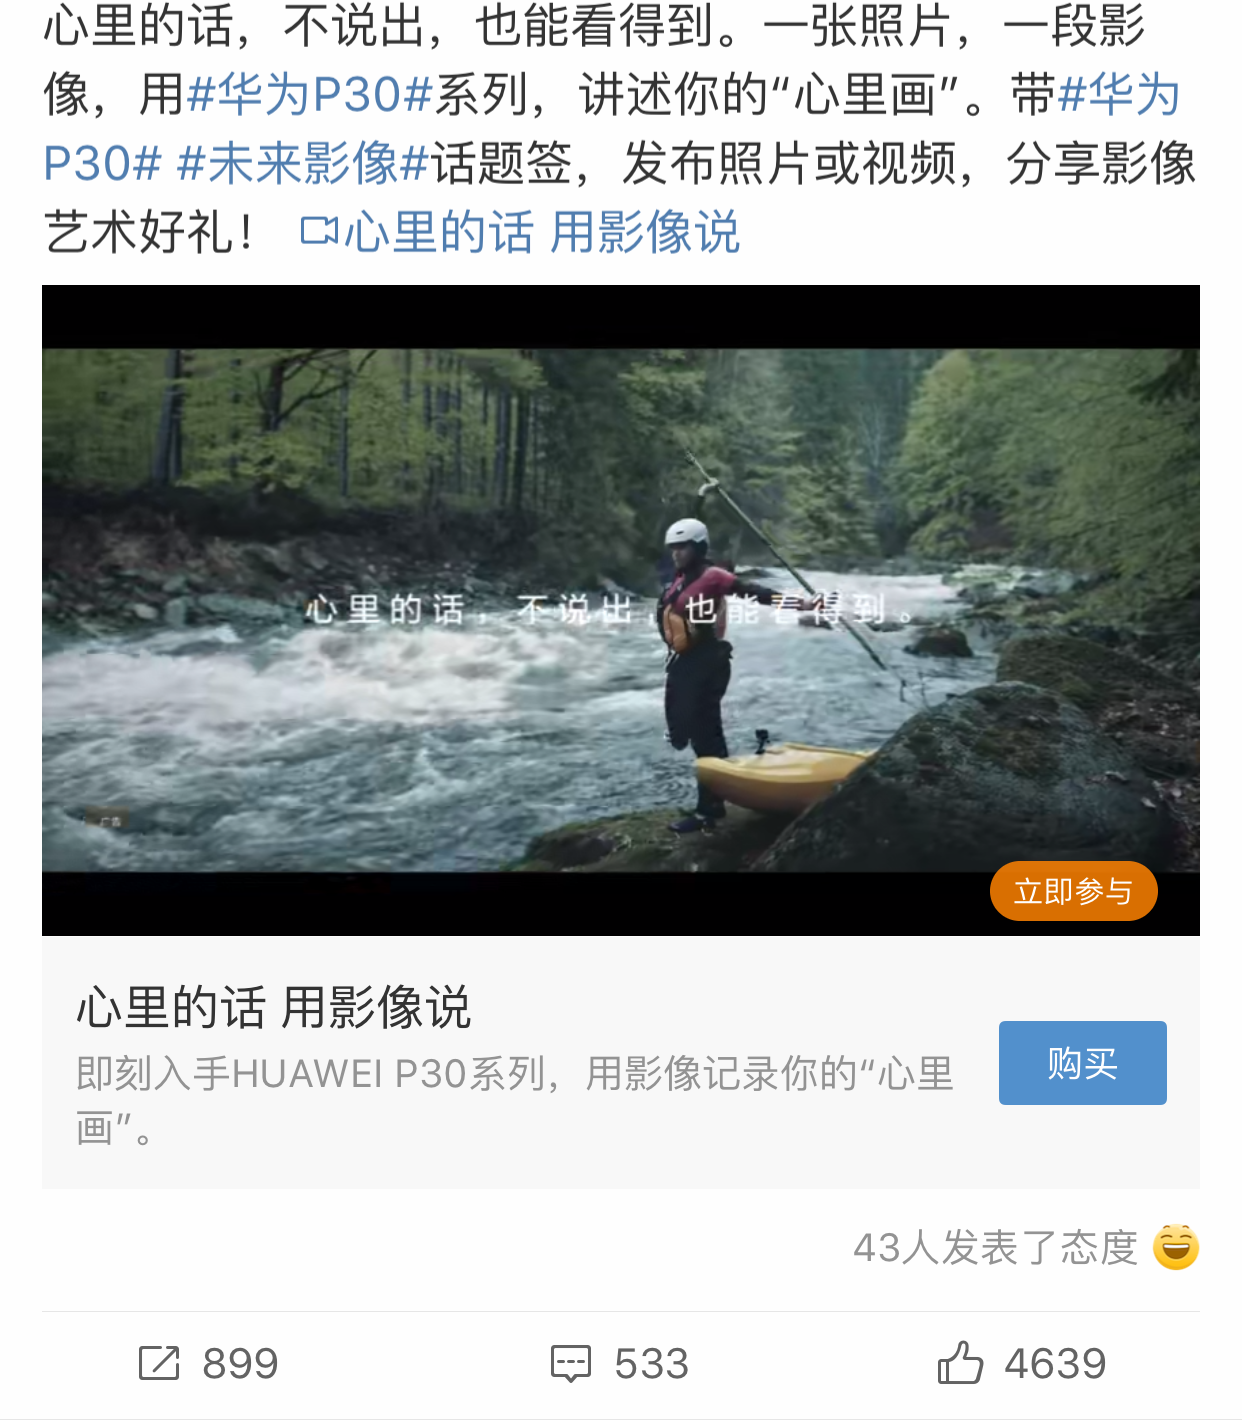 心里的话，不说出，也能看得到。一张照片，一段影
像，用#华为P30#系列，讲述你的“心里画”。带#华为
P30# #未来影像#话题签，发布照片或视频，分享影像
艺术好礼！ 心里的话 用影像说
心里的话，不说出，也能看得到。
广告
立即参与
心里的话 用影像说
即刻入手HUAWEI P30系列，用影像记录你的“心里
画”。
购买
43人发表了态度
899
533
4639